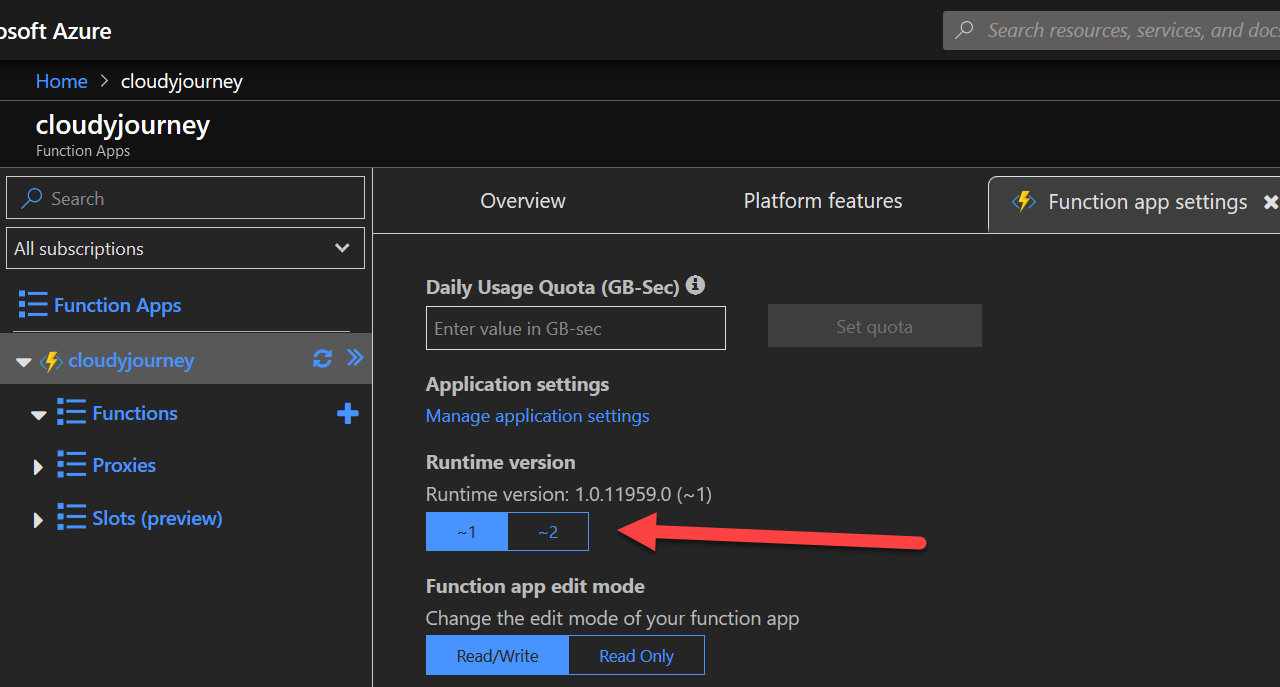 osoft Azure
Search resources, services, and docs
Home > cloudyjourney
cloudyjourney
Function Apps
Search
All subscriptions
Function Apps
cloudyjourney
Functions
Proxies
Slots (preview)
Overview
Platform features
Function app settings
Daily Usage Quota (GB-Sec)
Enter value in GB-sec
Set quota
Application settings
Manage application settings
Runtime version
Runtime version: 1.0.11959.0 (~1)
~1
~2
Function app edit mode
Change the edit mode of your function app
Read/Write
Read Only